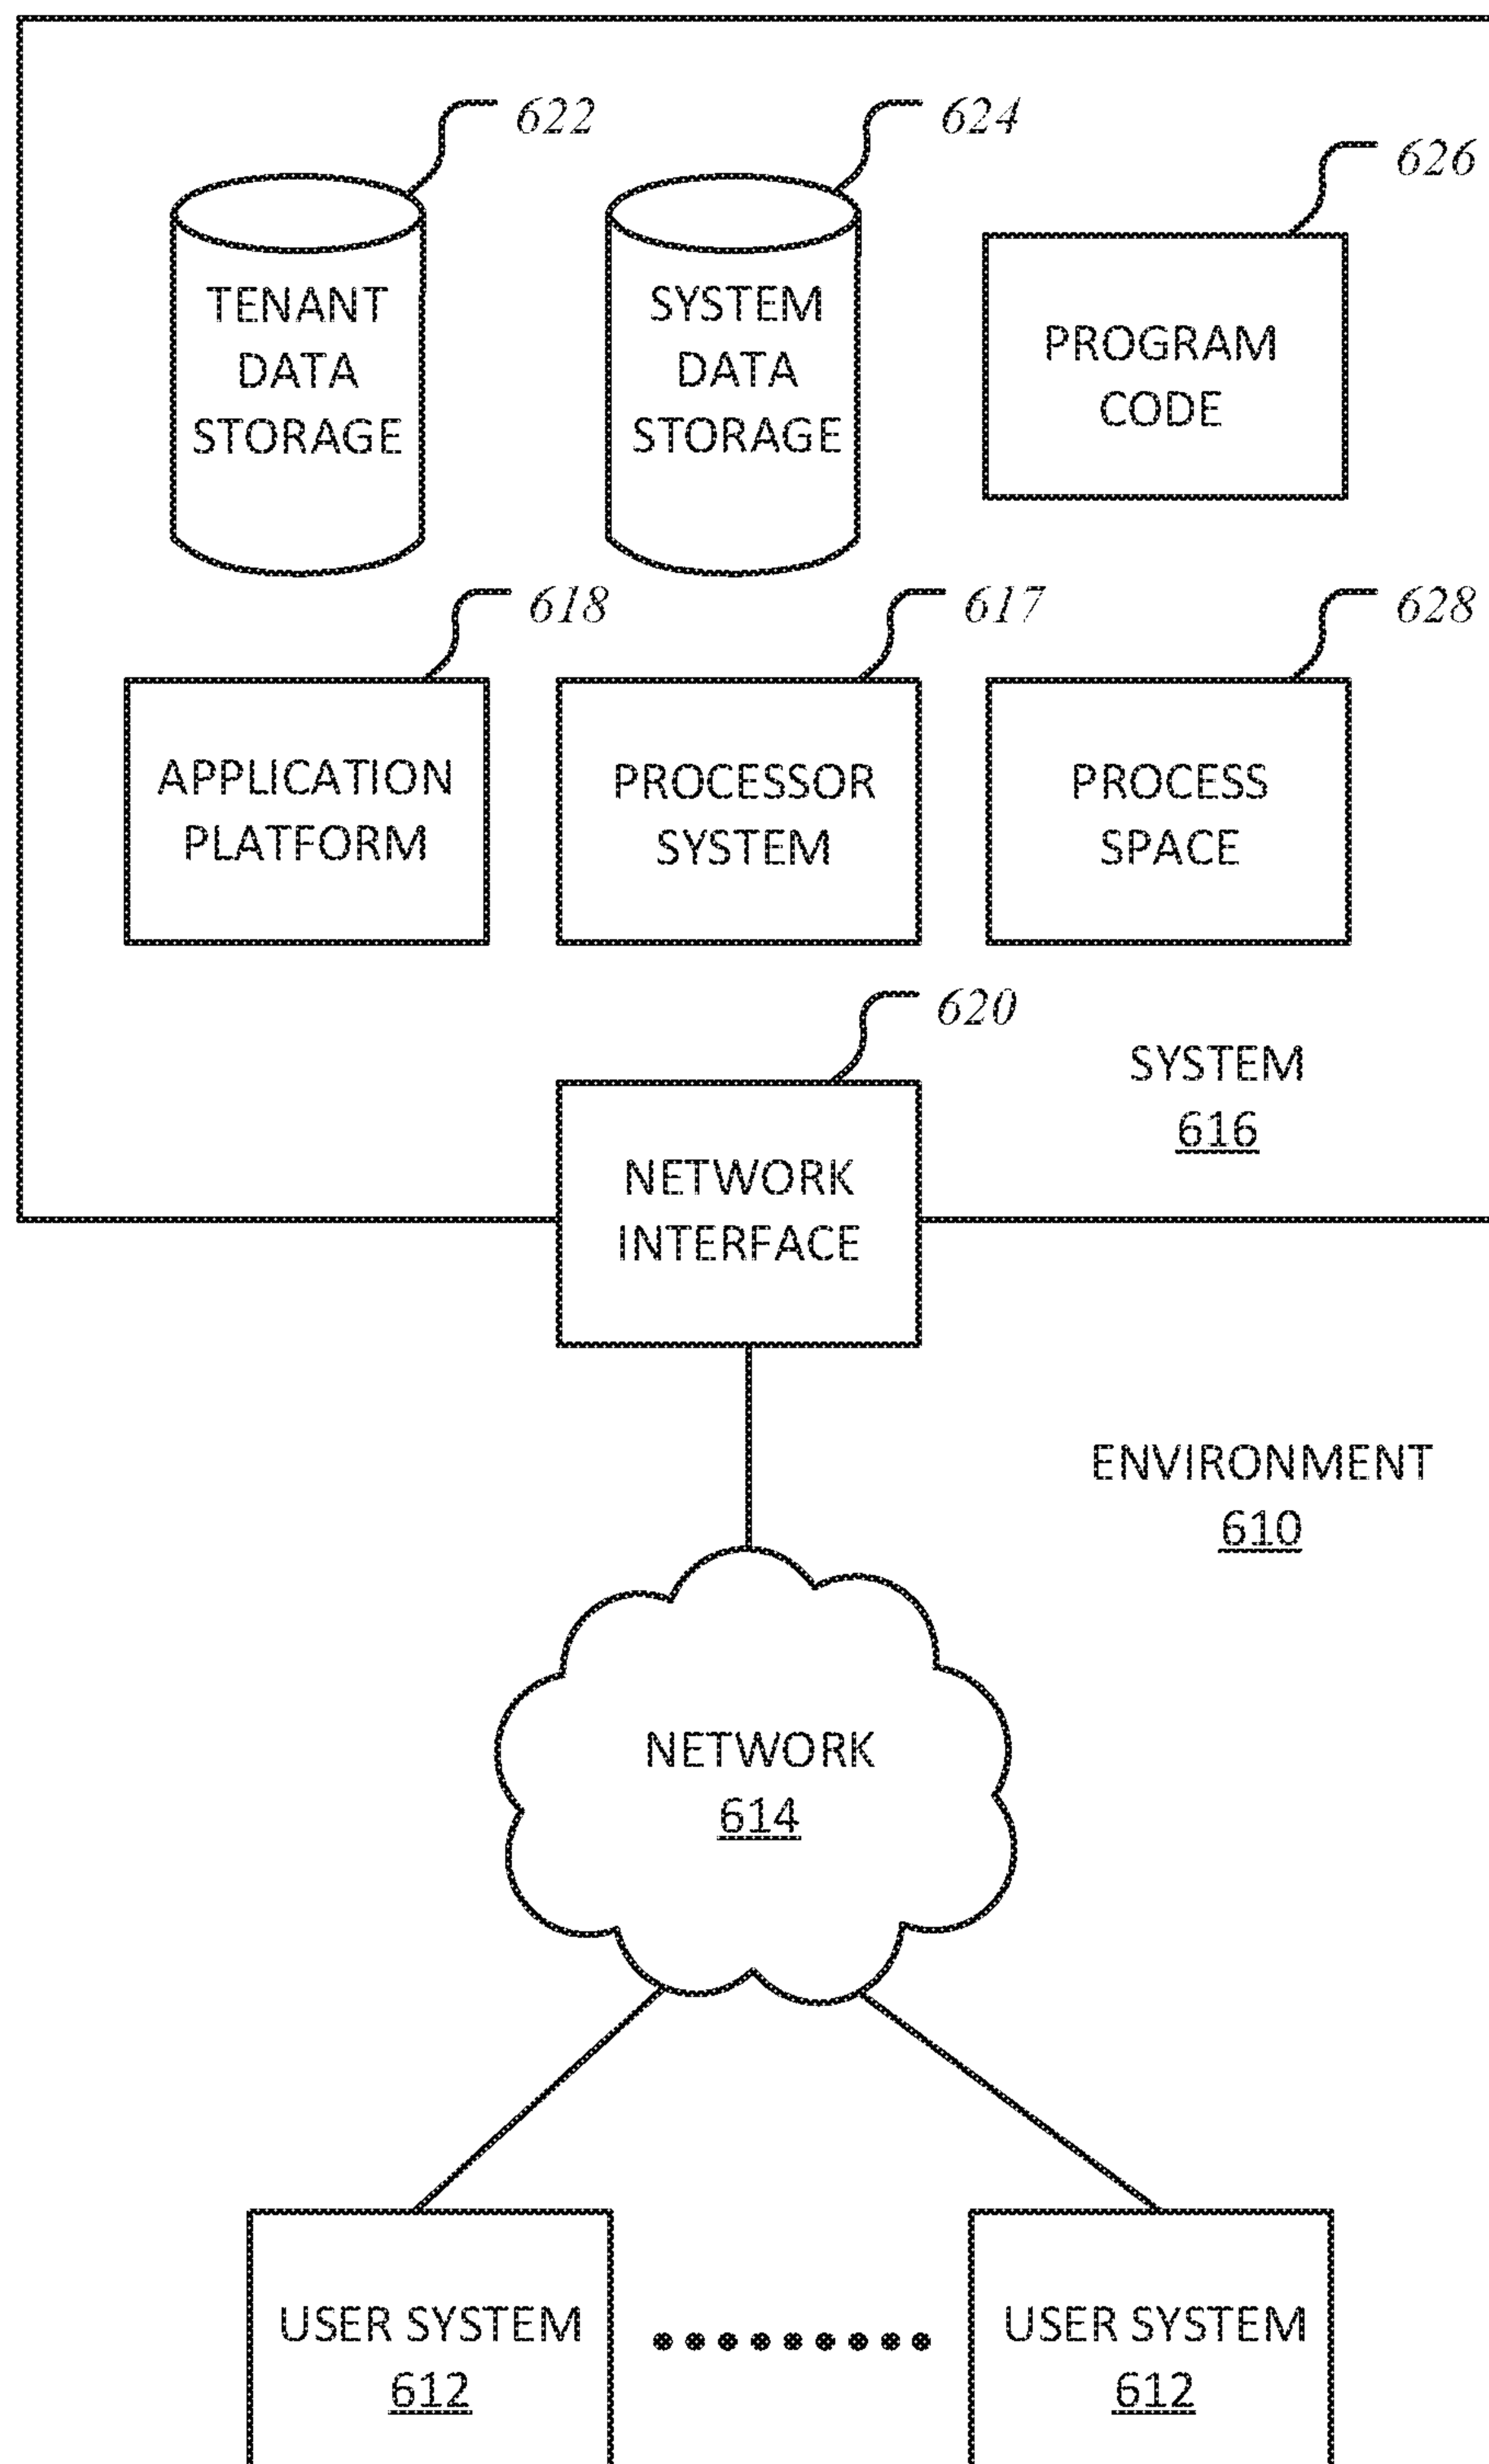 622
624
626
TENANT
DATA
STORAGE
SYSTEM
DATA
STORAGE
PROGRAM
CODE
618
617
628
APPLICATION
PLATFORM
PROCESSOR
SYSTEM
PROCESS
SPACE
620
SYSTEM
616
NETWORK
INTERFACE
ENVIRONMENT
610
NETWORK
614
USER SYSTEM
612
USER SYSTEM
612